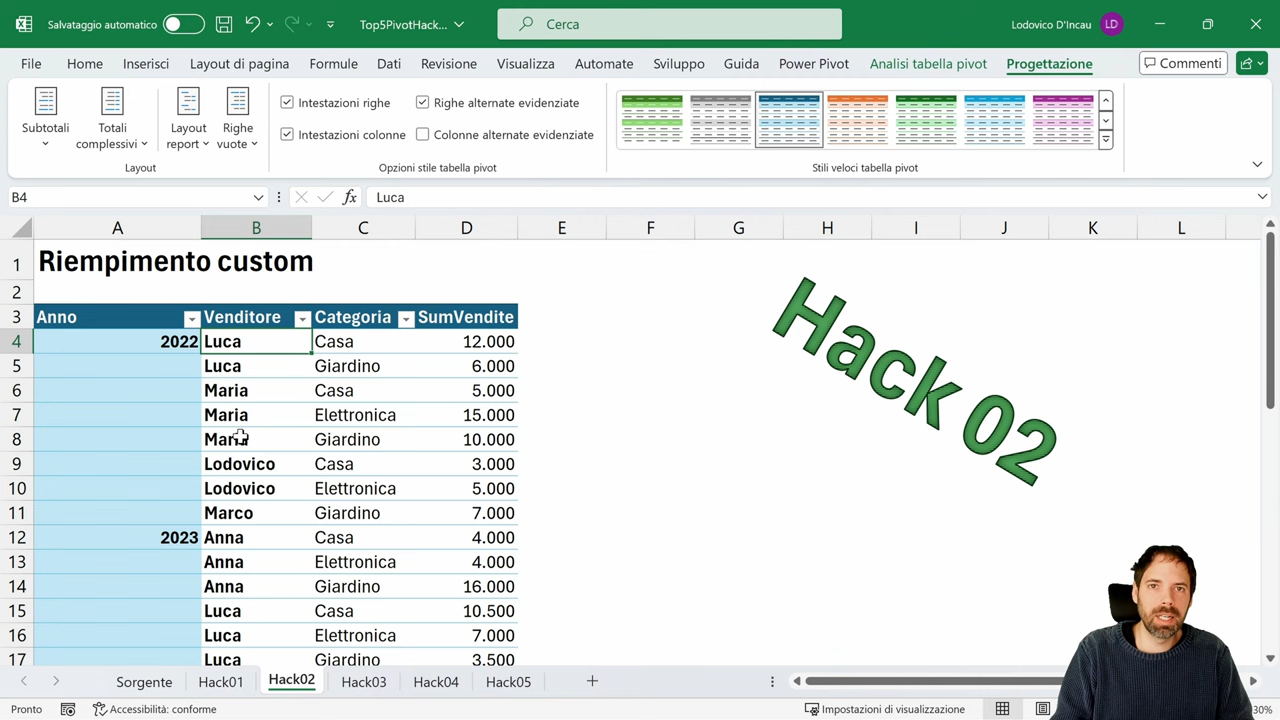 Salvataggio automatico
Top5PivotHack...
Cerca
Lodovico D'Incau
LD
File
Home
Inserisci
Layout di pagina
Formule
Dati
Revisione
Visualizza
Automate
Sviluppo
Guida
Power Pivot
Analisi tabella pivot
Progettazione
Commenti
Subtotali
Totali complessivi
Layout report
Righe vuote
Intestazioni righe
Righe alternate evidenziate
Intestazioni colonne
Colonne alternate evidenziate
Layout
Opzioni stile tabella pivot
Stili veloci tabella pivot
B4
fx
Luca
A B C D E F G H I J K L
1 Riempimento custom
2
3 Anno Venditore Categoria SumVendite
4 2022 Luca Casa 12.000
5 Luca Giardino 6.000
6 Maria Casa 5.000
7 Maria Elettronica 15.000
8 Maria Giardino 10.000
9 Lodovico Casa 3.000
10 Lodovico Elettronica 5.000
11 Marco Giardino 7.000
12 2023 Anna Casa 4.000
13 Anna Elettronica 4.000
14 Anna Giardino 16.000
15 Luca Casa 10.500
16 Luca Elettronica 7.000
17 Luca Giardino 3.500
Hack 02
Sorgente
Hack01
Hack02
Hack03
Hack04
Hack05
Pronto
Accessibilità: conforme
Impostazioni di visualizzazione